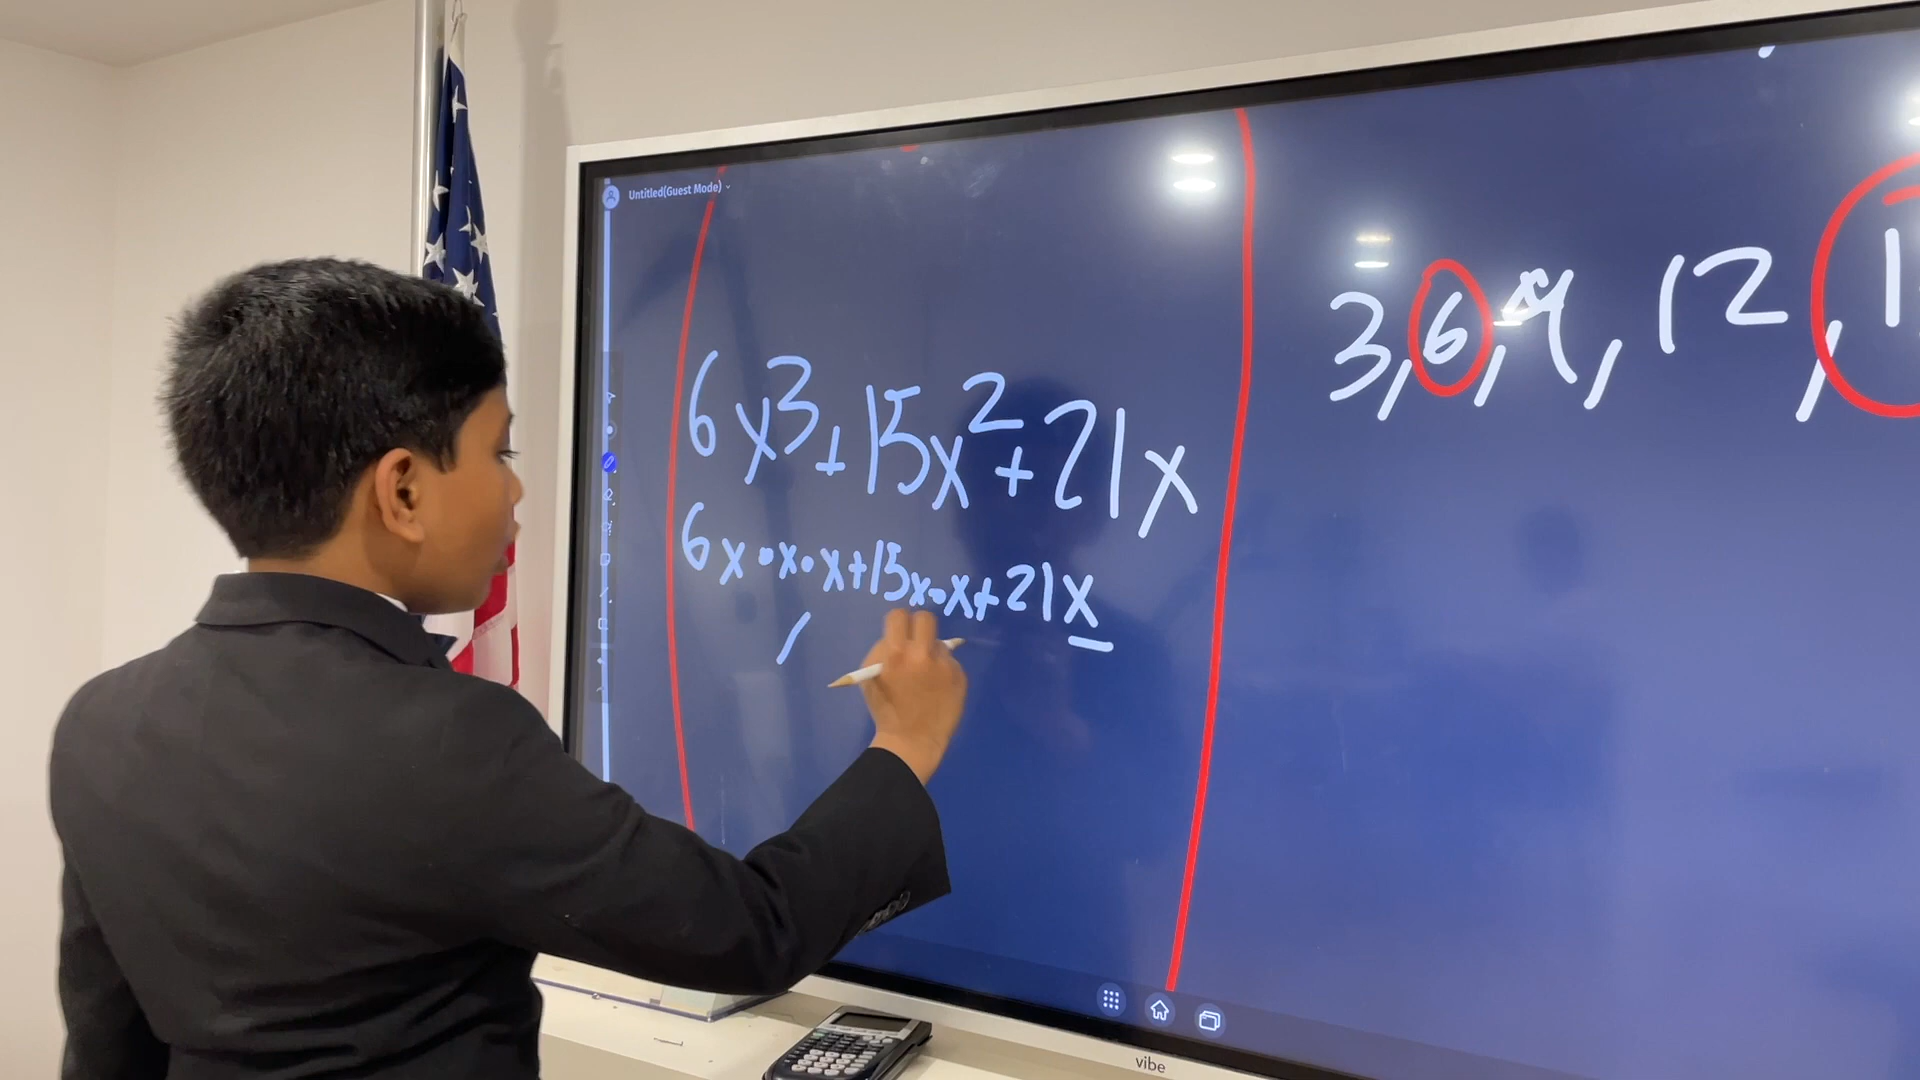 Untitled(Guest Mode)
6x³+15x²+21x
6x•x•x+15x•x+21x
3,6,9,12,1
vibe